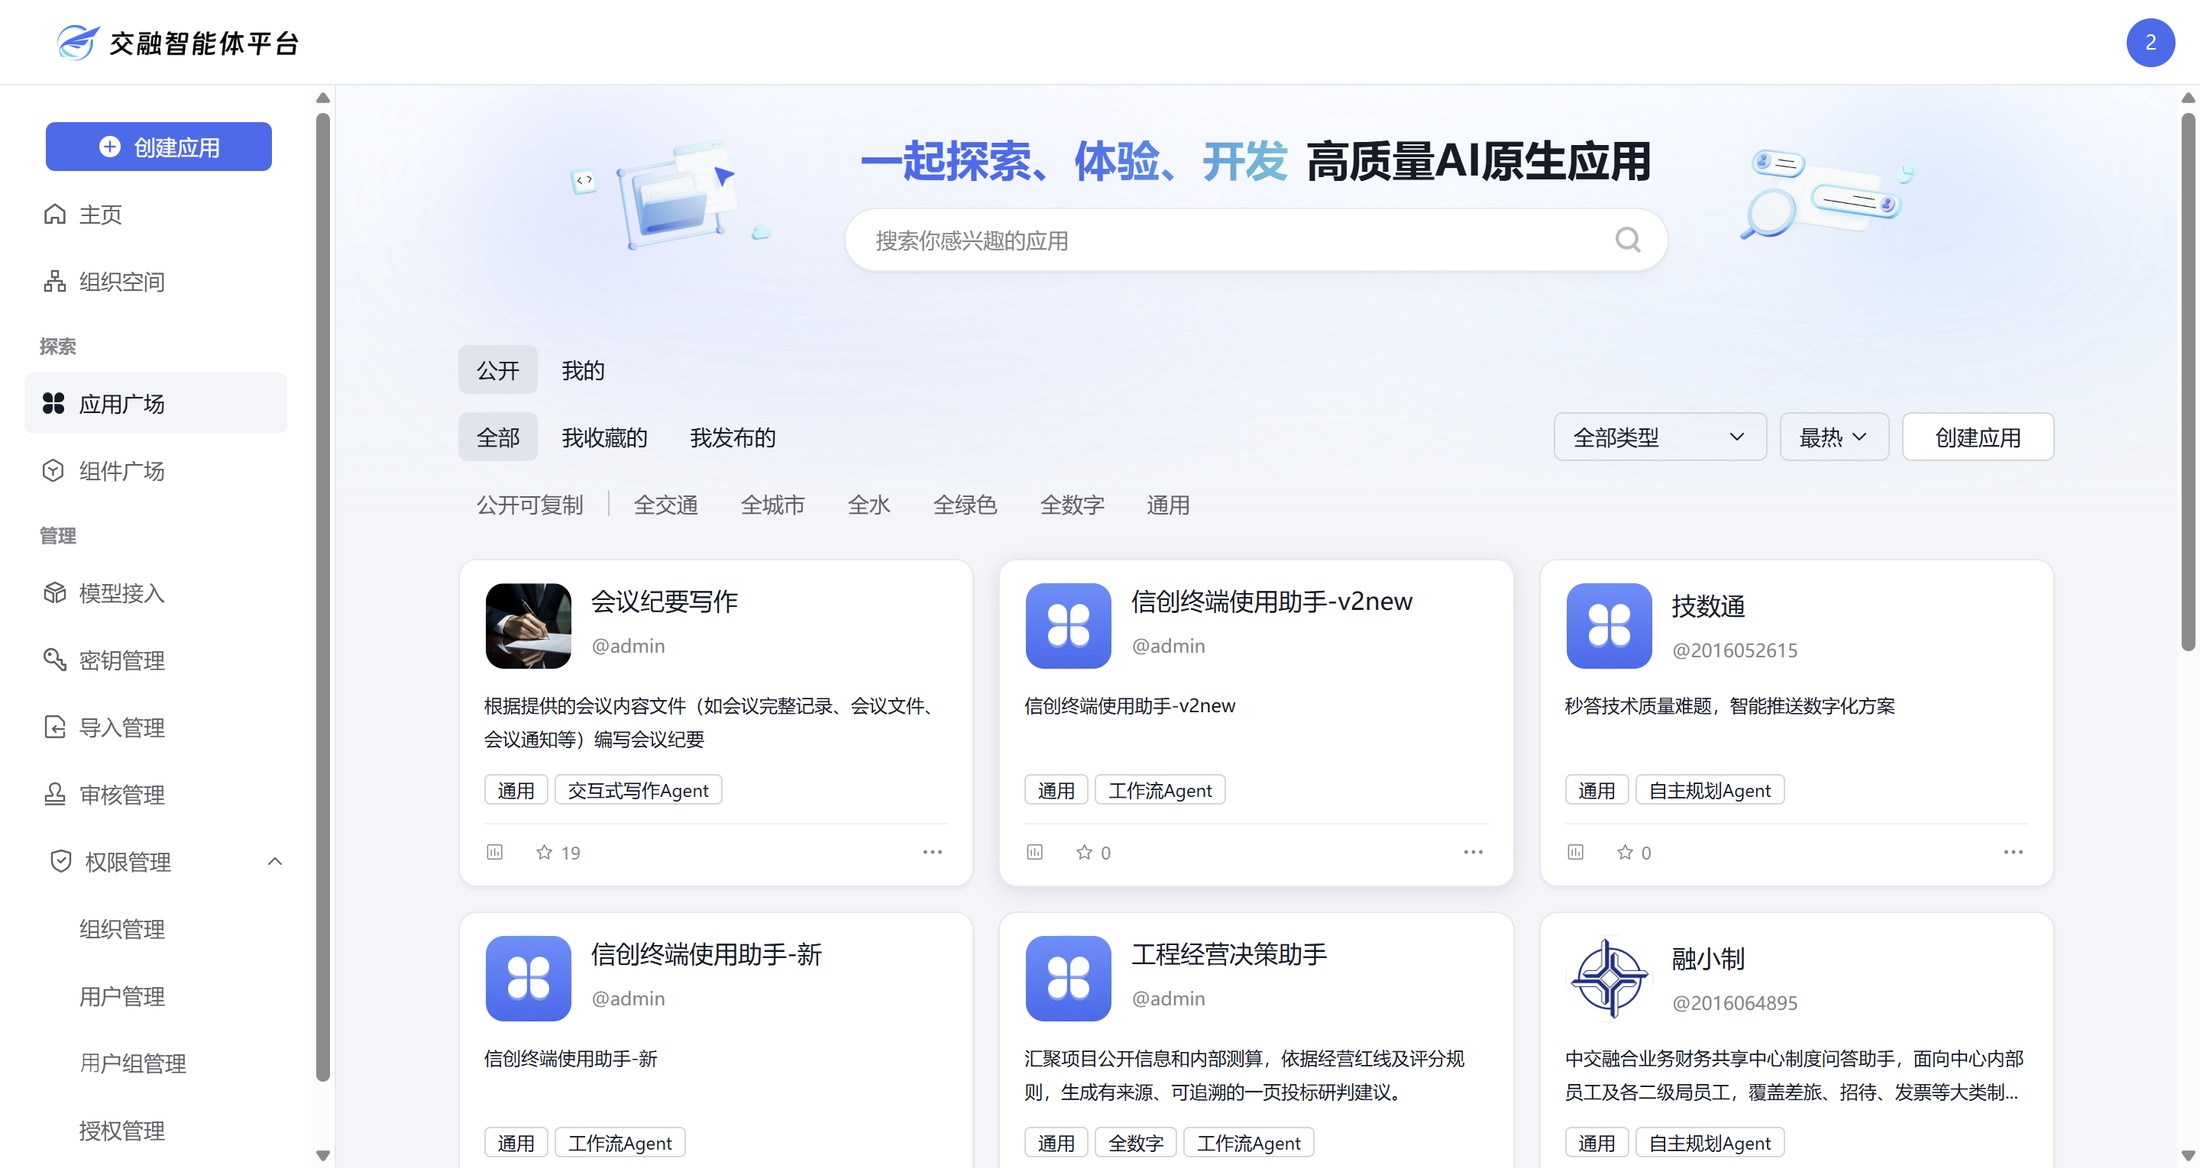 交融智能体平台
2
创建应用
主页
组织空间
探索
应用广场
组件广场
管理
模型接入
密钥管理
导入管理
审核管理
权限管理
组织管理
用户管理
用户组管理
授权管理
一起探索、体验、开发 高质量AI原生应用
搜索你感兴趣的应用
公开 我的
全部 我收藏的 我发布的 全部类型 最热 创建应用
公开可复制 全交通 全城市 全水 全绿色 全数字 通用
会议纪要写作
@admin
根据提供的会议内容文件（如会议完整记录、会议文件、
会议通知等）编写会议纪要
通用 交互式写作Agent
19
信创终端使用助手-v2new
@admin
信创终端使用助手-v2new
通用 工作流Agent
0
技数通
@2016052615
秒答技术质量难题，智能推送数字化方案
通用 自主规划Agent
0
信创终端使用助手-新
@admin
信创终端使用助手-新
通用 工作流Agent
工程经营决策助手
@admin
汇聚项目公开信息和内部测算，依据经营红线及评分规
则，生成有来源、可追溯的一页投标研判建议。
通用 全数字 工作流Agent
融小制
@2016064895
中交融合业务财务共享中心制度问答助手，面向中心内部
员工及各二级局员工，覆盖差旅、招待、发票等大类制...
通用 自主规划Agent